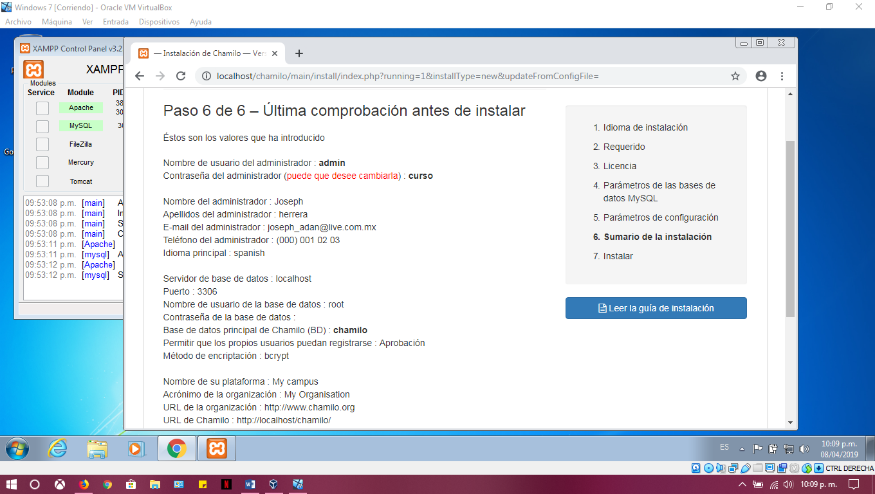 Windows 7 [Corriendo] - Oracle VM VirtualBox
Archivo Máquina Ver Entrada Dispositivos Ayuda
XAMPP Control Panel v3.2
XAMPP
Modules
Service Module PID
Apache 38
30
MySQL 30
FileZilla
Mercury
Tomcat
09:53:08 p.m. [main] A
09:53:08 p.m. [main] In
09:53:08 p.m. [main] S
09:53:08 p.m. [main] C
09:53:11 p.m. [Apache]
09:53:11 p.m. [mysql] A
09:53:12 p.m. [Apache]
09:53:12 p.m. [mysql] S
— Instalación de Chamilo — Vers
localhost/chamilo/main/install/index.php?running=1&installType=new&updateFromConfigFile=
Paso 6 de 6 – Última comprobación antes de instalar
Éstos son los valores que ha introducido
Nombre de usuario del administrador : admin
Contraseña del administrador (puede que desee cambiarla) : curso
Nombre del administrador : Joseph
Apellidos del administrador : herrera
E-mail del administrador : joseph_adan@live.com.mx
Teléfono del administrador : (000) 001 02 03
Idioma principal : spanish
Servidor de base de datos : localhost
Puerto : 3306
Nombre de usuario de la base de datos : root
Contraseña de la base de datos :
Base de datos principal de Chamilo (BD) : chamilo
Permitir que los propios usuarios puedan registrarse : Aprobación
Método de encriptación : bcrypt
Nombre de su plataforma : My campus
Acrónimo de la organización : My Organisation
URL de la organización : http://www.chamilo.org
URL de Chamilo : http://localhost/chamilo/
1. Idioma de instalación
2. Requerido
3. Licencia
4. Parámetros de las bases de
datos MySQL
5. Parámetros de configuración
6. Sumario de la instalación
7. Instalar
Leer la guía de instalación
Go
ES
10:09 p.m.
08/04/2019
CTRL DERECHA
10:09 p. m.